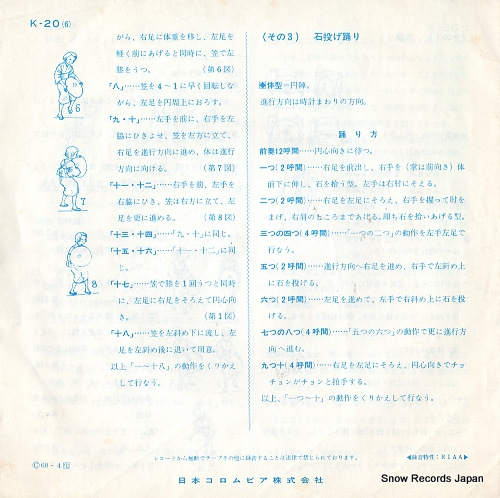 K-20(6)
がら、右足に体重を移し、左足を
軽く前にあげると同時に、笠で左
膝をうつ。（第6図）
「八」……笠を4〜1に早く回転しな
がら、左足を円周上におろす。
「九・十」……左手を前に、右手を左
脇にひきよせ、笠を左方に立て、
右足を進行方向に進め、体は進行
方向に向ける。（第7図）
「十一・十二」……右手を前、左手を
右脇にひき、笠は右方に立て、左
足を更に進める。（第8図）
「十三・十四」……「九・十」に同じ。
「十五・十六」……「十一・十二」に同
じ。
「十七」……笠で膝を1回うつと同時
に、左足に右足をそろえて円心向
き。（第1図）
「十八」……笠を左斜め下に流し、左
足を左斜め後に退いて用意。
以上「一〜十八」の動作をくりかえ
して行なう。
6
7
8
（その3） 石投げ踊り
隊体型＝円陣。
進行方向は時計まわりの方向。
踊り方
前奏12呼間……円心向きに待つ。
一つ（2呼間）……右足を前出し、右手を（掌は前向き）体
前下に伸し、石を拾う型。左手は右肘にそえる。
二つ（2呼間）……右足を左足にそろえ、右手を握って肘を
まげ、右肩のところまであげる。即ち石を拾いあげる型。
三つの四つ（4呼間）……「一つの二つ」の動作を左手左足で
行なう。
五つ（2呼間）……進行方向へ右足を進め、右手で左斜め上
に石を投げる。
六つ（2呼間）……左足を進めて、左手で右斜め上に石を投
げる。
七つの八つ（4呼間）……「五つの六つ」の動作で更に進行方
向へ進む。
九つ十（4呼間）……右足を左足にそろえ、円心向きでチョ
チョンがチョンと拍手する。
以上、「一つ〜十」の動作をくりかえして行なう。
レコードから無断でテープその他に録音することは法律で禁じられております。
◀録音特性：RIAA▶
©68・4
日本コロムビア株式会社
Snow Records Japan